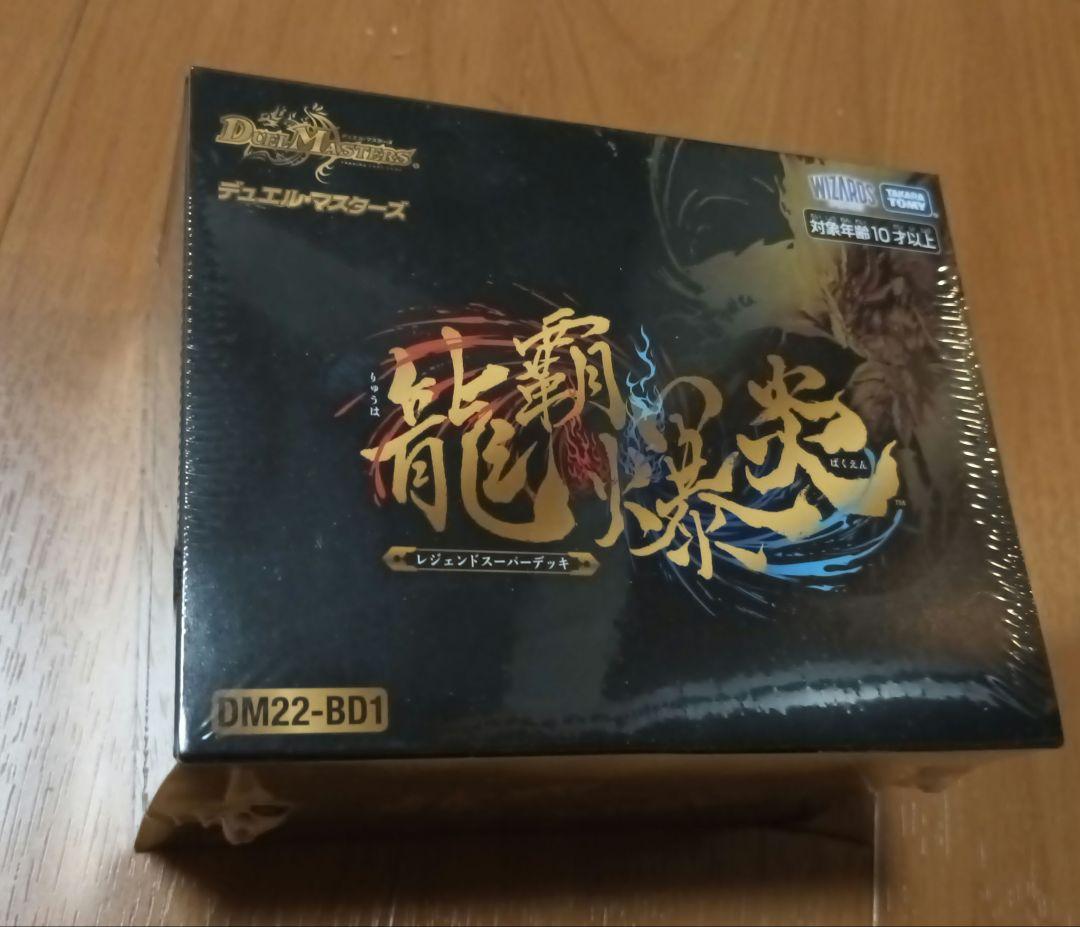 DUEL MASTERS
デュエル・マスターズ
WIZARDS
TAKARA TOMY
対象年齢10才以上
りゅうは
龍覇
爆炎
ばくえん
TM
レジェンドスーパーデッキ
DM22-BD1